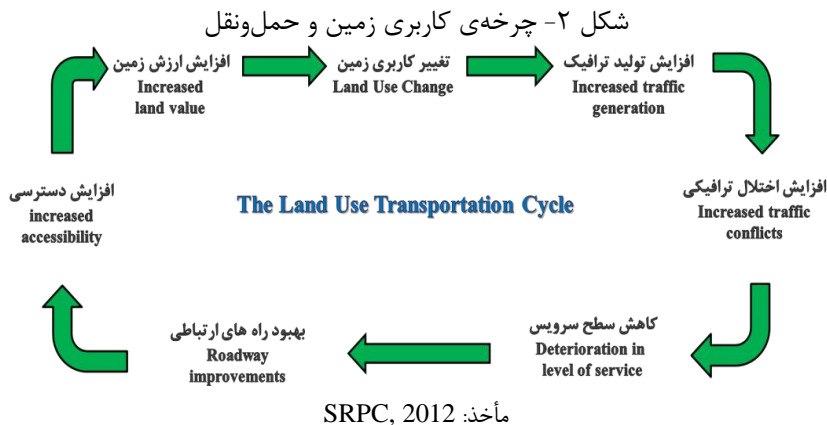 شکل ۲- چرخه‌ی کاربری زمین و حمل‌ونقل
افزایش ارزش زمین
Increased
land value
تغییر کاربری زمین
Land Use Change
افزایش تولید ترافیک
Increased traffic
generation
افزایش اختلال ترافیکی
Increased traffic
conflicts
کاهش سطح سرویس
Deterioration in
level of service
بهبود راه های ارتباطی
Roadway
improvements
افزایش دسترسی
increased
accessibility
The Land Use Transportation Cycle
مأخذ: SRPC, 2012